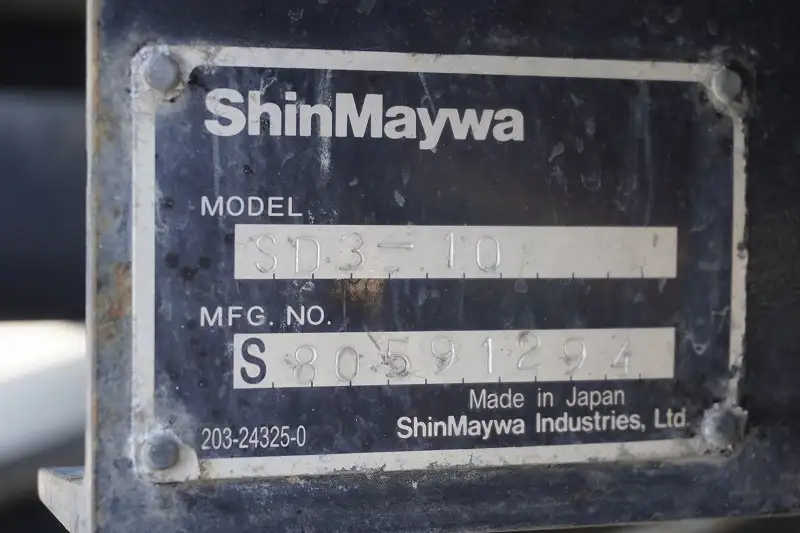 ShinMaywa
MODEL
SD3-10
MFG. NO.
S 80591294
Made in Japan
203-24325-0
ShinMaywa Industries, Ltd.